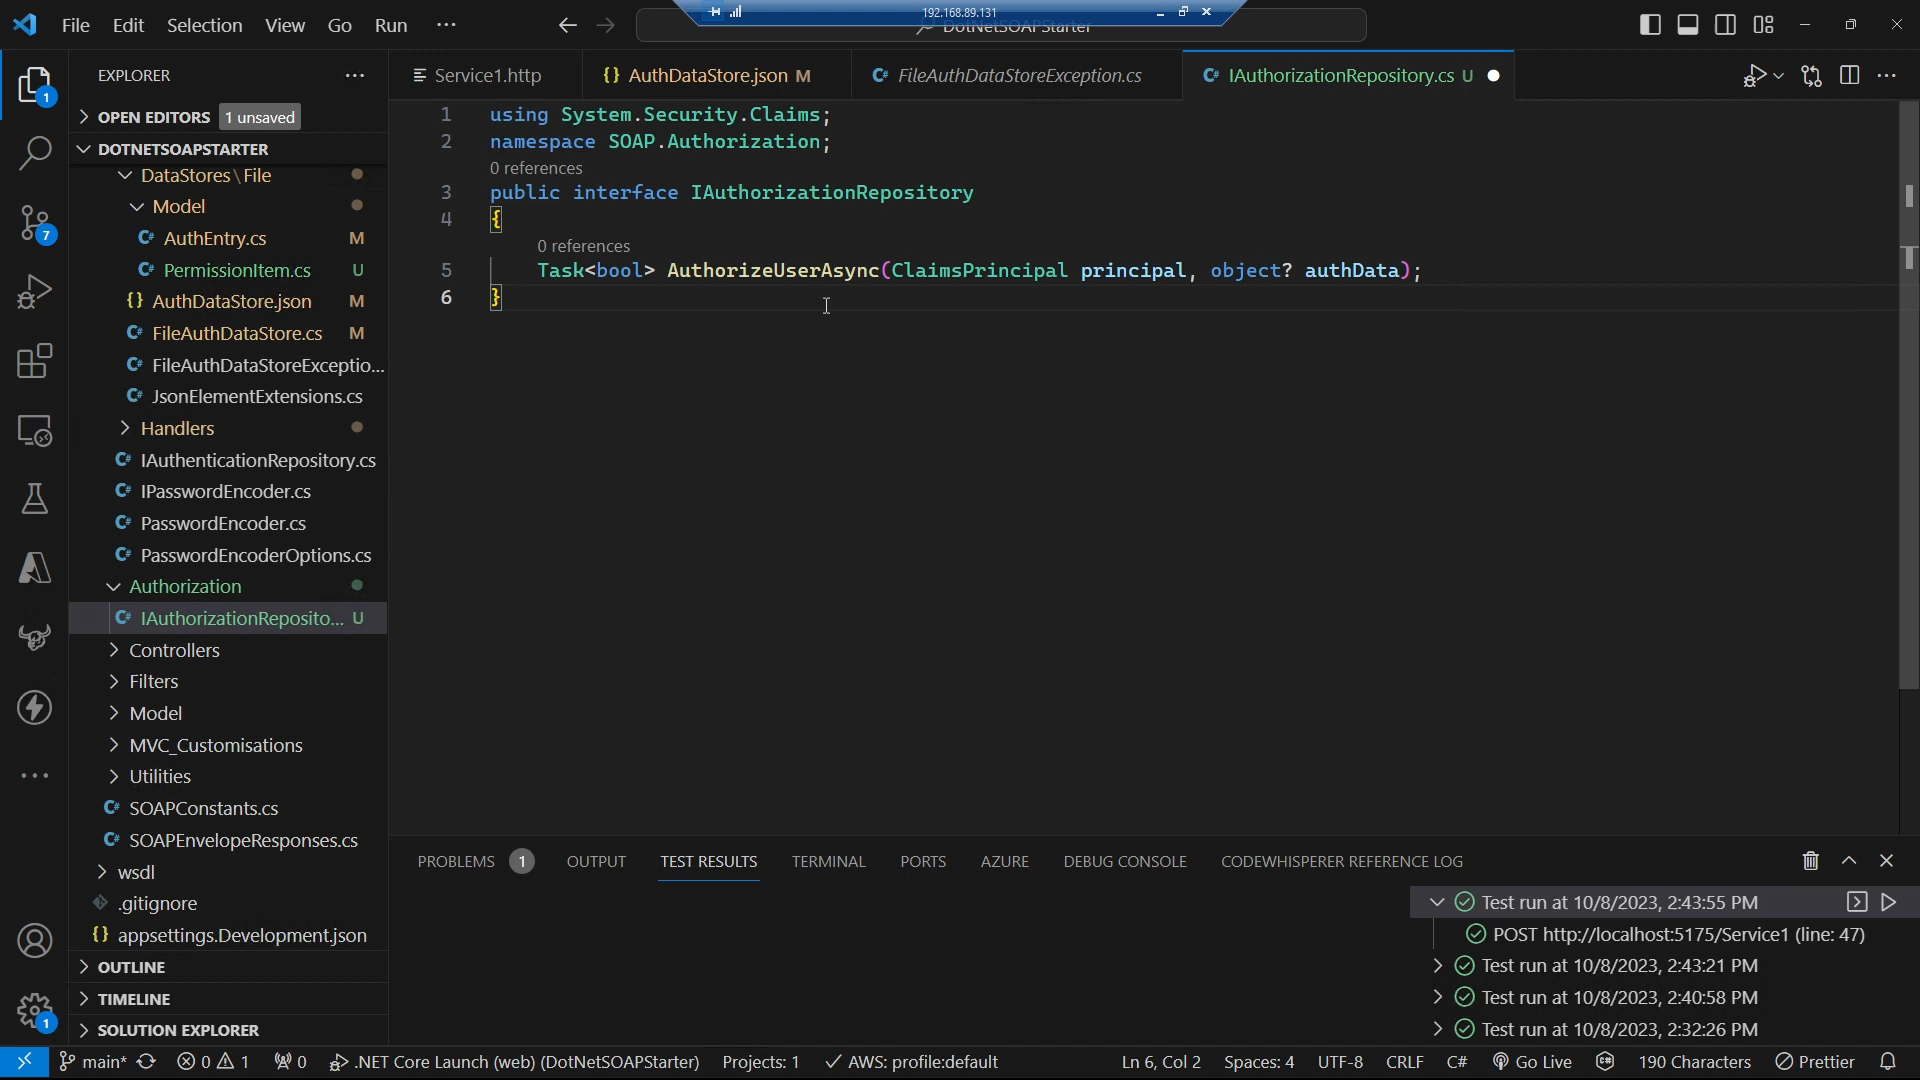 File Edit Selection View Go Run ···
192.168.89.131
DotNetSOAPStarter
EXPLORER
OPEN EDITORS 1 unsaved
DOTNETSOAPSTARTER
DataStores\File
Model
C# AuthEntry.cs M
C# PermissionItem.cs U
{} AuthDataStore.json M
C# FileAuthDataStore.cs M
C# FileAuthDataStoreExceptio...
C# JsonElementExtensions.cs
Handlers
C# IAuthenticationRepository.cs
C# IPasswordEncoder.cs
C# PasswordEncoder.cs
C# PasswordEncoderOptions.cs
Authorization
C# IAuthorizationReposito... U
Controllers
Filters
Model
MVC_Customisations
Utilities
C# SOAPConstants.cs
C# SOAPEnvelopeResponses.cs
wsdl
.gitignore
{} appsettings.Development.json
OUTLINE
TIMELINE
SOLUTION EXPLORER
1
7
1
Service1.http {} AuthDataStore.json M C# FileAuthDataStoreException.cs C# IAuthorizationRepository.cs U
1 using System.Security.Claims;
2 namespace SOAP.Authorization;
0 references
3 public interface IAuthorizationRepository
4 {
0 references
5 Task<bool> AuthorizeUserAsync(ClaimsPrincipal principal, object? authData);
6 }
PROBLEMS 1 OUTPUT TEST RESULTS TERMINAL PORTS AZURE DEBUG CONSOLE CODEWHISPERER REFERENCE LOG
Test run at 10/8/2023, 2:43:55 PM
POST http://localhost:5175/Service1 (line: 47)
Test run at 10/8/2023, 2:43:21 PM
Test run at 10/8/2023, 2:40:58 PM
Test run at 10/8/2023, 2:32:26 PM
main* 0 1 0 .NET Core Launch (web) (DotNetSOAPStarter) Projects: 1 AWS: profile:default Ln 6, Col 2 Spaces: 4 UTF-8 CRLF C# Go Live 190 Characters Prettier